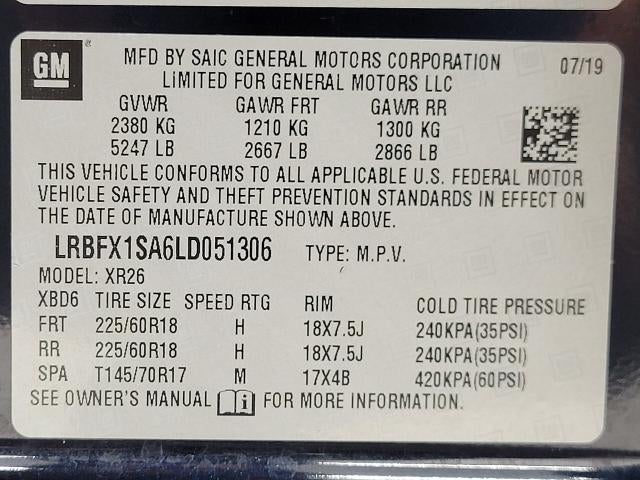 GM ®
MFD BY SAIC GENERAL MOTORS CORPORATION 07/19
LIMITED FOR GENERAL MOTORS LLC
GVWR GAWR FRT GAWR RR
2380 KG 1210 KG 1300 KG
5247 LB 2667 LB 2866 LB
THIS VEHICLE CONFORMS TO ALL APPLICABLE U.S. FEDERAL MOTOR
VEHICLE SAFETY AND THEFT PREVENTION STANDARDS IN EFFECT ON
THE DATE OF MANUFACTURE SHOWN ABOVE.
LRBFX1SA6LD051306 TYPE: M.P.V.
MODEL: XR26
XBD6 TIRE SIZE SPEED RTG RIM COLD TIRE PRESSURE
FRT 225/60R18 H 18X7.5J 240KPA(35PSI)
RR 225/60R18 H 18X7.5J 240KPA(35PSI)
SPA T145/70R17 M 17X4B 420KPA(60PSI)
SEE OWNER'S MANUAL i FOR MORE INFORMATION.